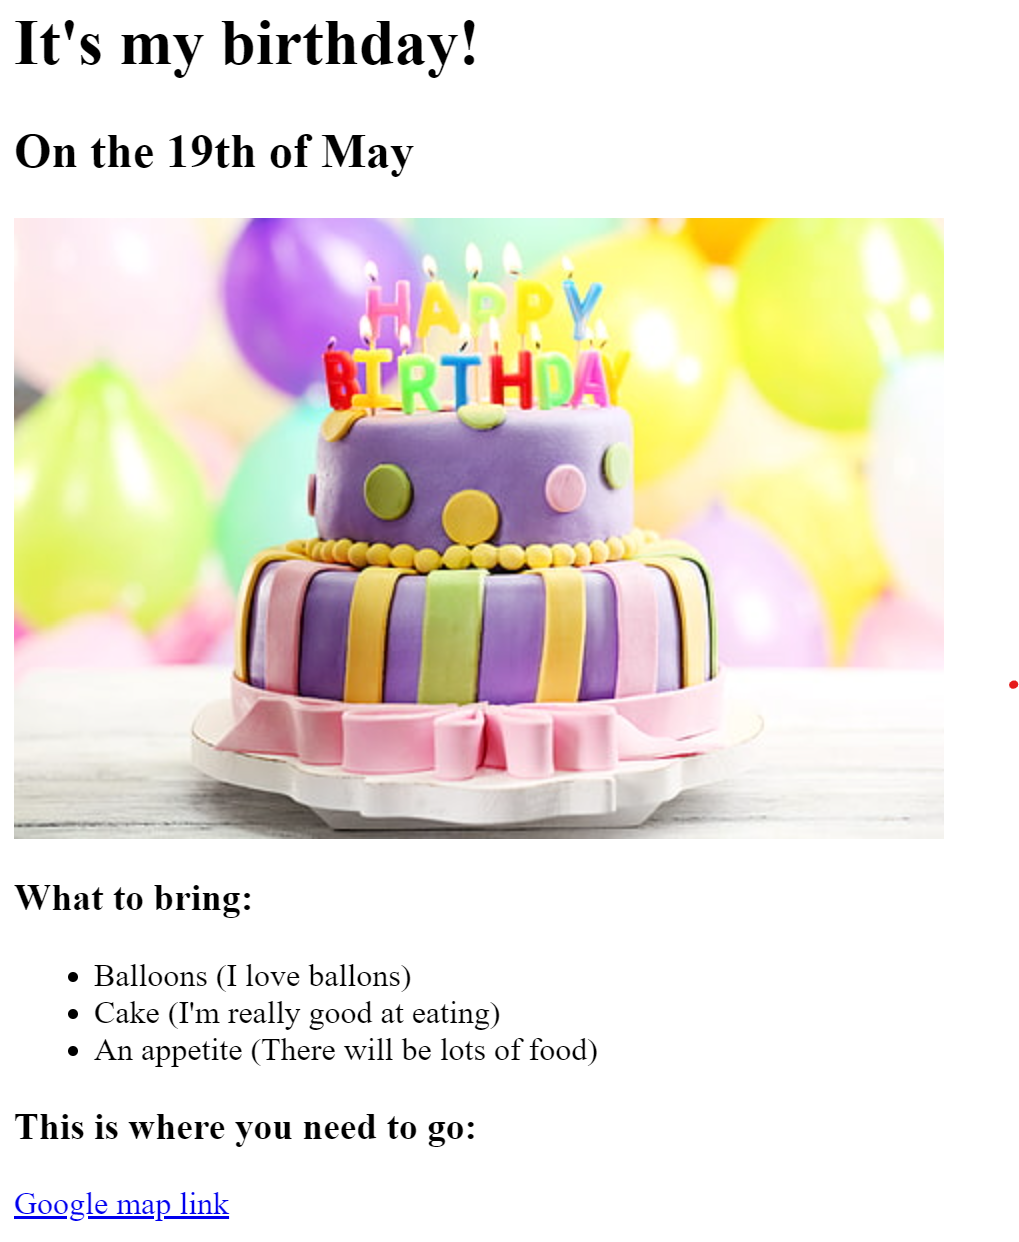 It's my birthday!
On the 19th of May
HAPPY
BIRTHDAY
What to bring:
Balloons (I love ballons)
Cake (I'm really good at eating)
An appetite (There will be lots of food)
This is where you need to go:
Google map link